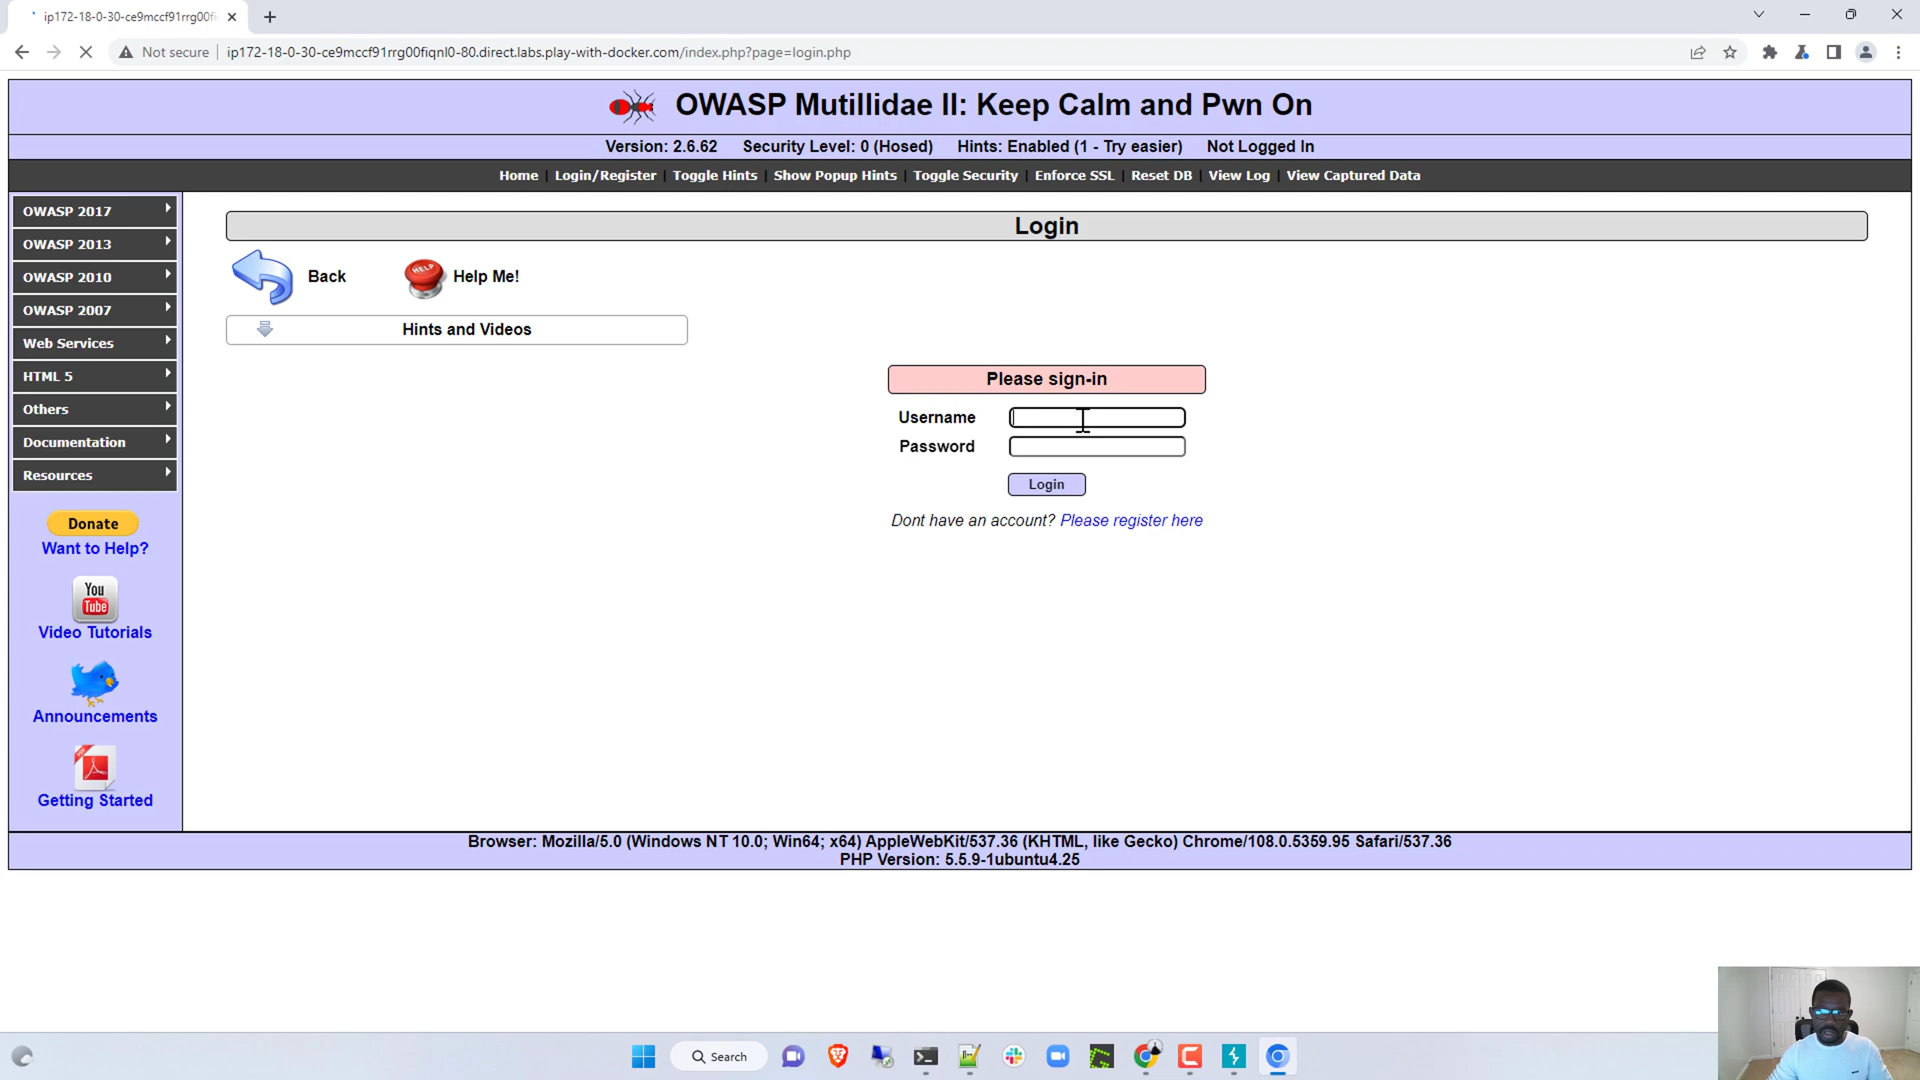 ip172-18-0-30-ce9mccf91rrg00fi
Not secure
ip172-18-0-30-ce9mccf91rrg00fiqnl0-80.direct.labs.play-with-docker.com/index.php?page=login.php
OWASP Mutillidae II: Keep Calm and Pwn On
Version: 2.6.62 Security Level: 0 (Hosed) Hints: Enabled (1 - Try easier) Not Logged In
Home | Login/Register | Toggle Hints | Show Popup Hints | Toggle Security | Enforce SSL | Reset DB | View Log | View Captured Data
OWASP 2017
OWASP 2013
OWASP 2010
OWASP 2007
Web Services
HTML 5
Others
Documentation
Resources
Donate
Want to Help?
You
Tube
Video Tutorials
Announcements
Getting Started
Login
Back
HELP
Help Me!
Hints and Videos
Please sign-in
Username
Password
Login
Dont have an account? Please register here
Browser: Mozilla/5.0 (Windows NT 10.0; Win64; x64) AppleWebKit/537.36 (KHTML, like Gecko) Chrome/108.0.5359.95 Safari/537.36
PHP Version: 5.5.9-1ubuntu4.25
Search